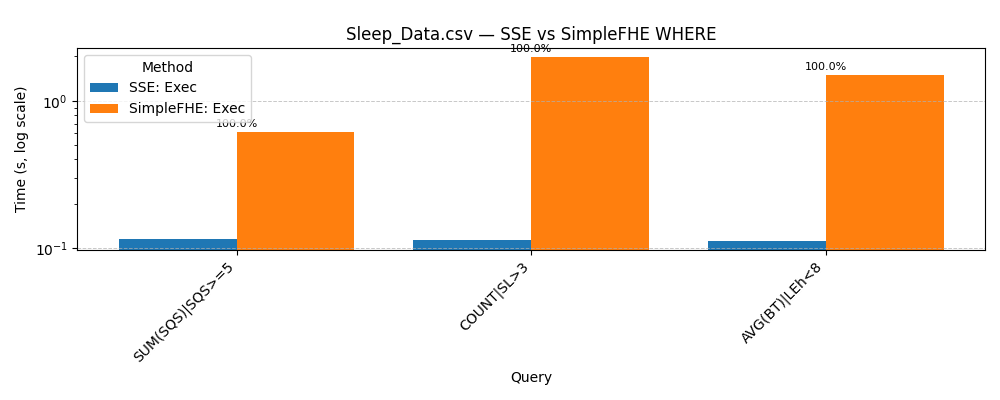 Sleep_Data.csv — SSE vs SimpleFHE WHERE
Time (s, log scale)
10⁰
10⁻¹
Method
SSE: Exec
SimpleFHE: Exec
100.0%
100.0%
100.0%
SUM(SQS)|SQS>=5
COUNT|SL>3
AVG(BT)|LEh<8
Query